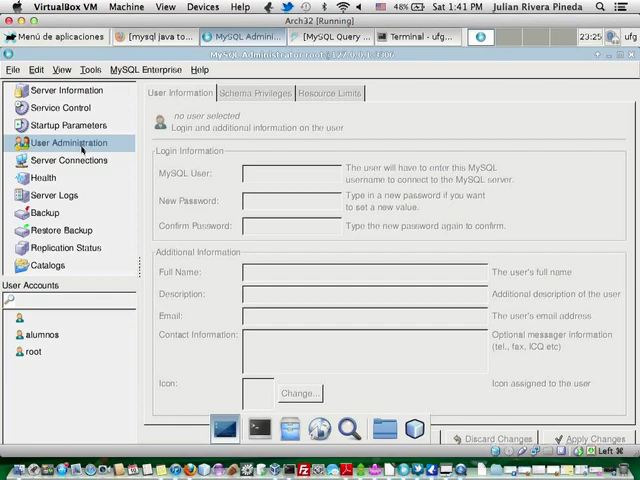 VirtualBox VM Machine View Devices Help 48% Sat 1:41 PM Julian Rivera Pineda
Arch32 [Running]
Menú de aplicaciones [mysql java to... MySQL Admini... [MySQL Query ... Terminal - ufg... 23:25 ufg
MySQL Administrator
File Edit View Tools MySQL Enterprise Help
Server Information
Service Control
Startup Parameters
User Administration
Server Connections
Health
Server Logs
Backup
Restore Backup
Replication Status
Catalogs
User Accounts
alumnos
root
User Information Schema Privileges Resource Limits
no user selected
Login and additional information on the user
Login Information
MySQL User: The user will have to enter this MySQL
username to connect to the MySQL server.
New Password: Type in a new password if you want
to set a new value.
Confirm Password: Type the new password again to confirm.
Additional Information
Full Name: The user's full name
Description: Additional description of the user
Email: The user's email address
Contact Information: Optional messager information
(tel., fax, ICQ etc)
Icon: Change... Icon assigned to the user
Discard Changes Apply Changes
Left ⌘